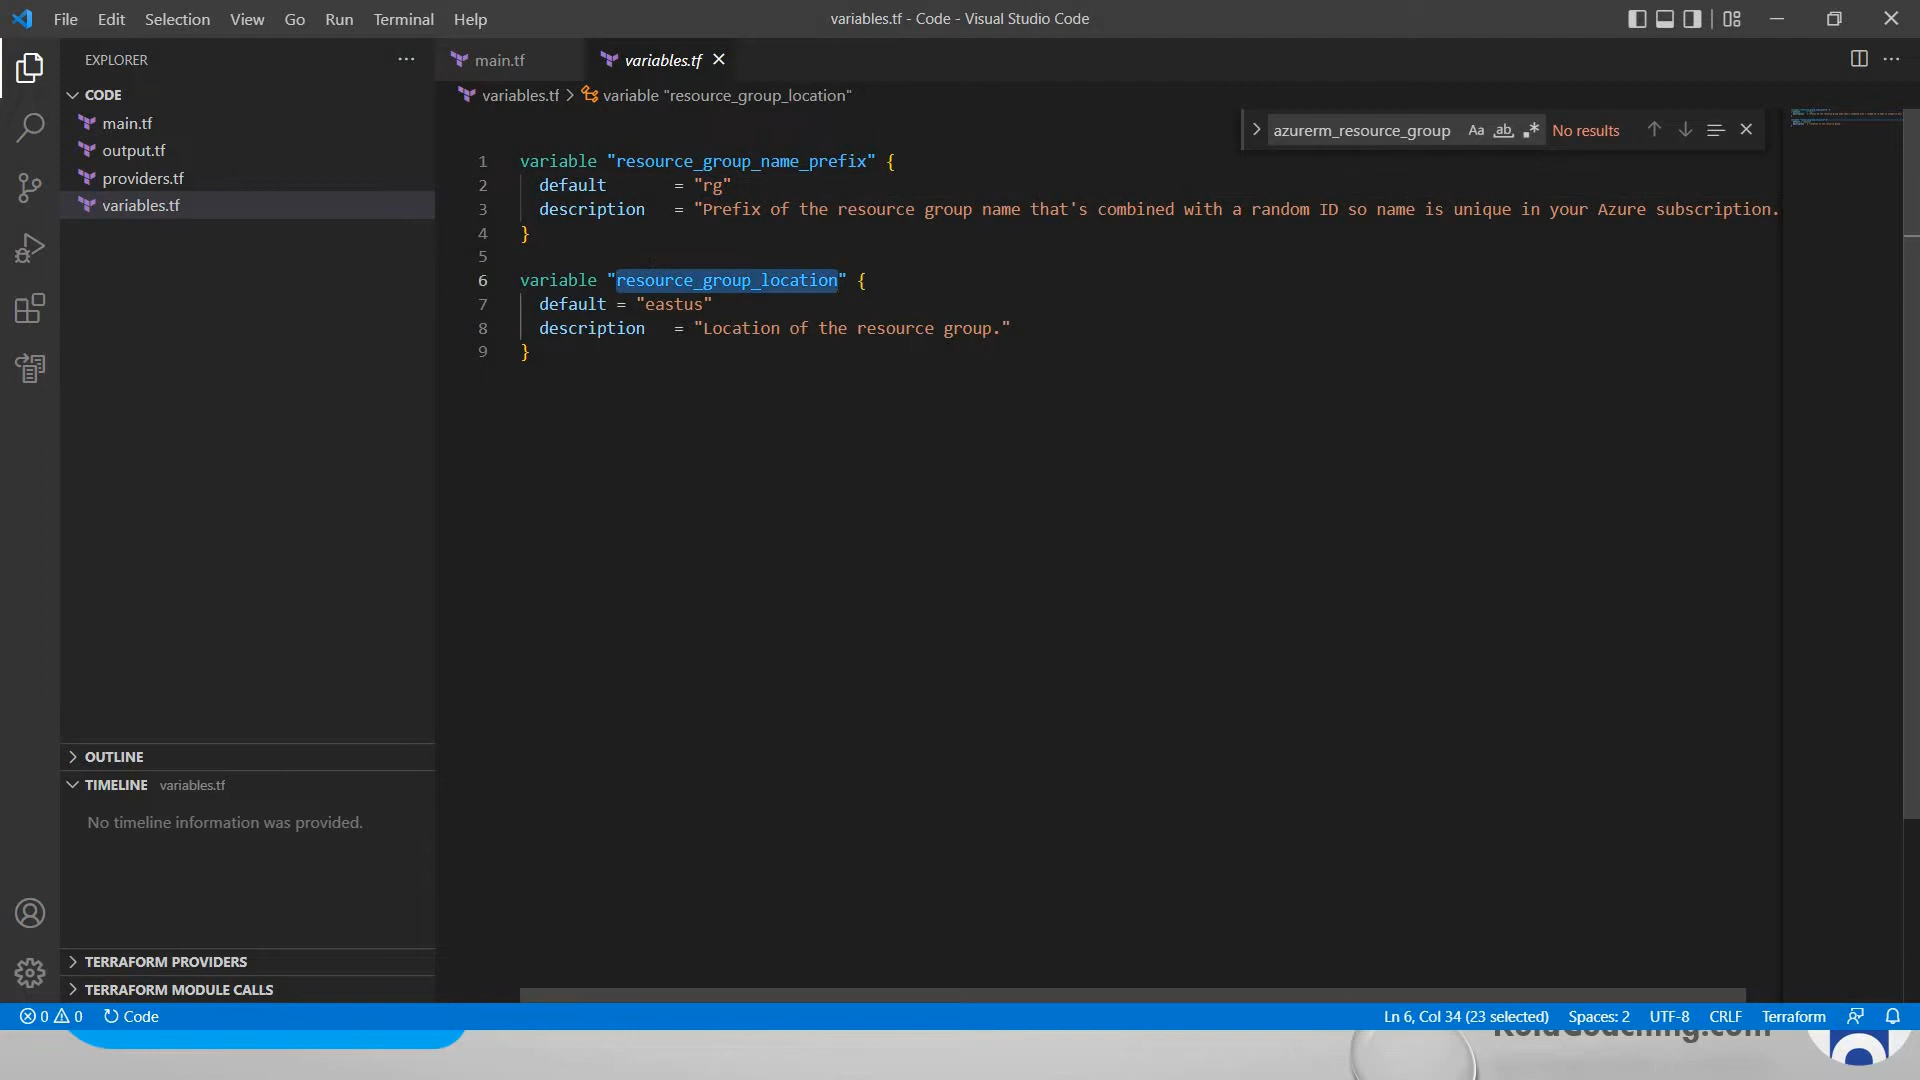 File Edit Selection View Go Run Terminal Help
variables.tf - Code - Visual Studio Code
EXPLORER
CODE
main.tf
output.tf
providers.tf
variables.tf
OUTLINE
TIMELINE variables.tf
No timeline information was provided.
TERRAFORM PROVIDERS
TERRAFORM MODULE CALLS
main.tf
variables.tf
variables.tf > variable "resource_group_location"
azurerm_resource_group Aa ab .* No results
1 variable "resource_group_name_prefix" {
2 default = "rg"
3 description = "Prefix of the resource group name that's combined with a random ID so name is unique in your Azure subscription.
4 }
5
6 variable "resource_group_location" {
7 default = "eastus"
8 description = "Location of the resource group."
9 }
0 0 Code
Ln 6, Col 34 (23 selected) Spaces: 2 UTF-8 CRLF Terraform